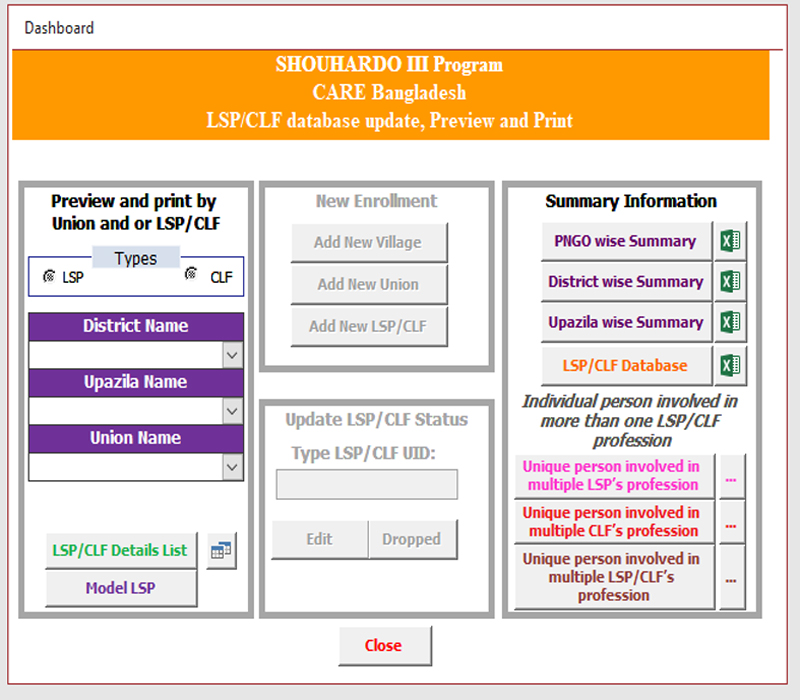 Dashboard
SHOUHARDO III Program
CARE Bangladesh
LSP/CLF database update, Preview and Print
Preview and print by
Union and or LSP/CLF
Types
LSP
CLF
District Name
Upazila Name
Union Name
LSP/CLF Details List
Model LSP
New Enrollment
Add New Village
Add New Union
Add New LSP/CLF
Update LSP/CLF Status
Type LSP/CLF UID:
Edit
Dropped
Summary Information
PNGO wise Summary
District wise Summary
Upazila wise Summary
LSP/CLF Database
Individual person involved in
more than one LSP/CLF
profession
Unique person involved in
multiple LSP's profession
...
Unique person involved in
multiple CLF's profession
...
Unique person involved in
multiple LSP/CLF's
profession
...
Close